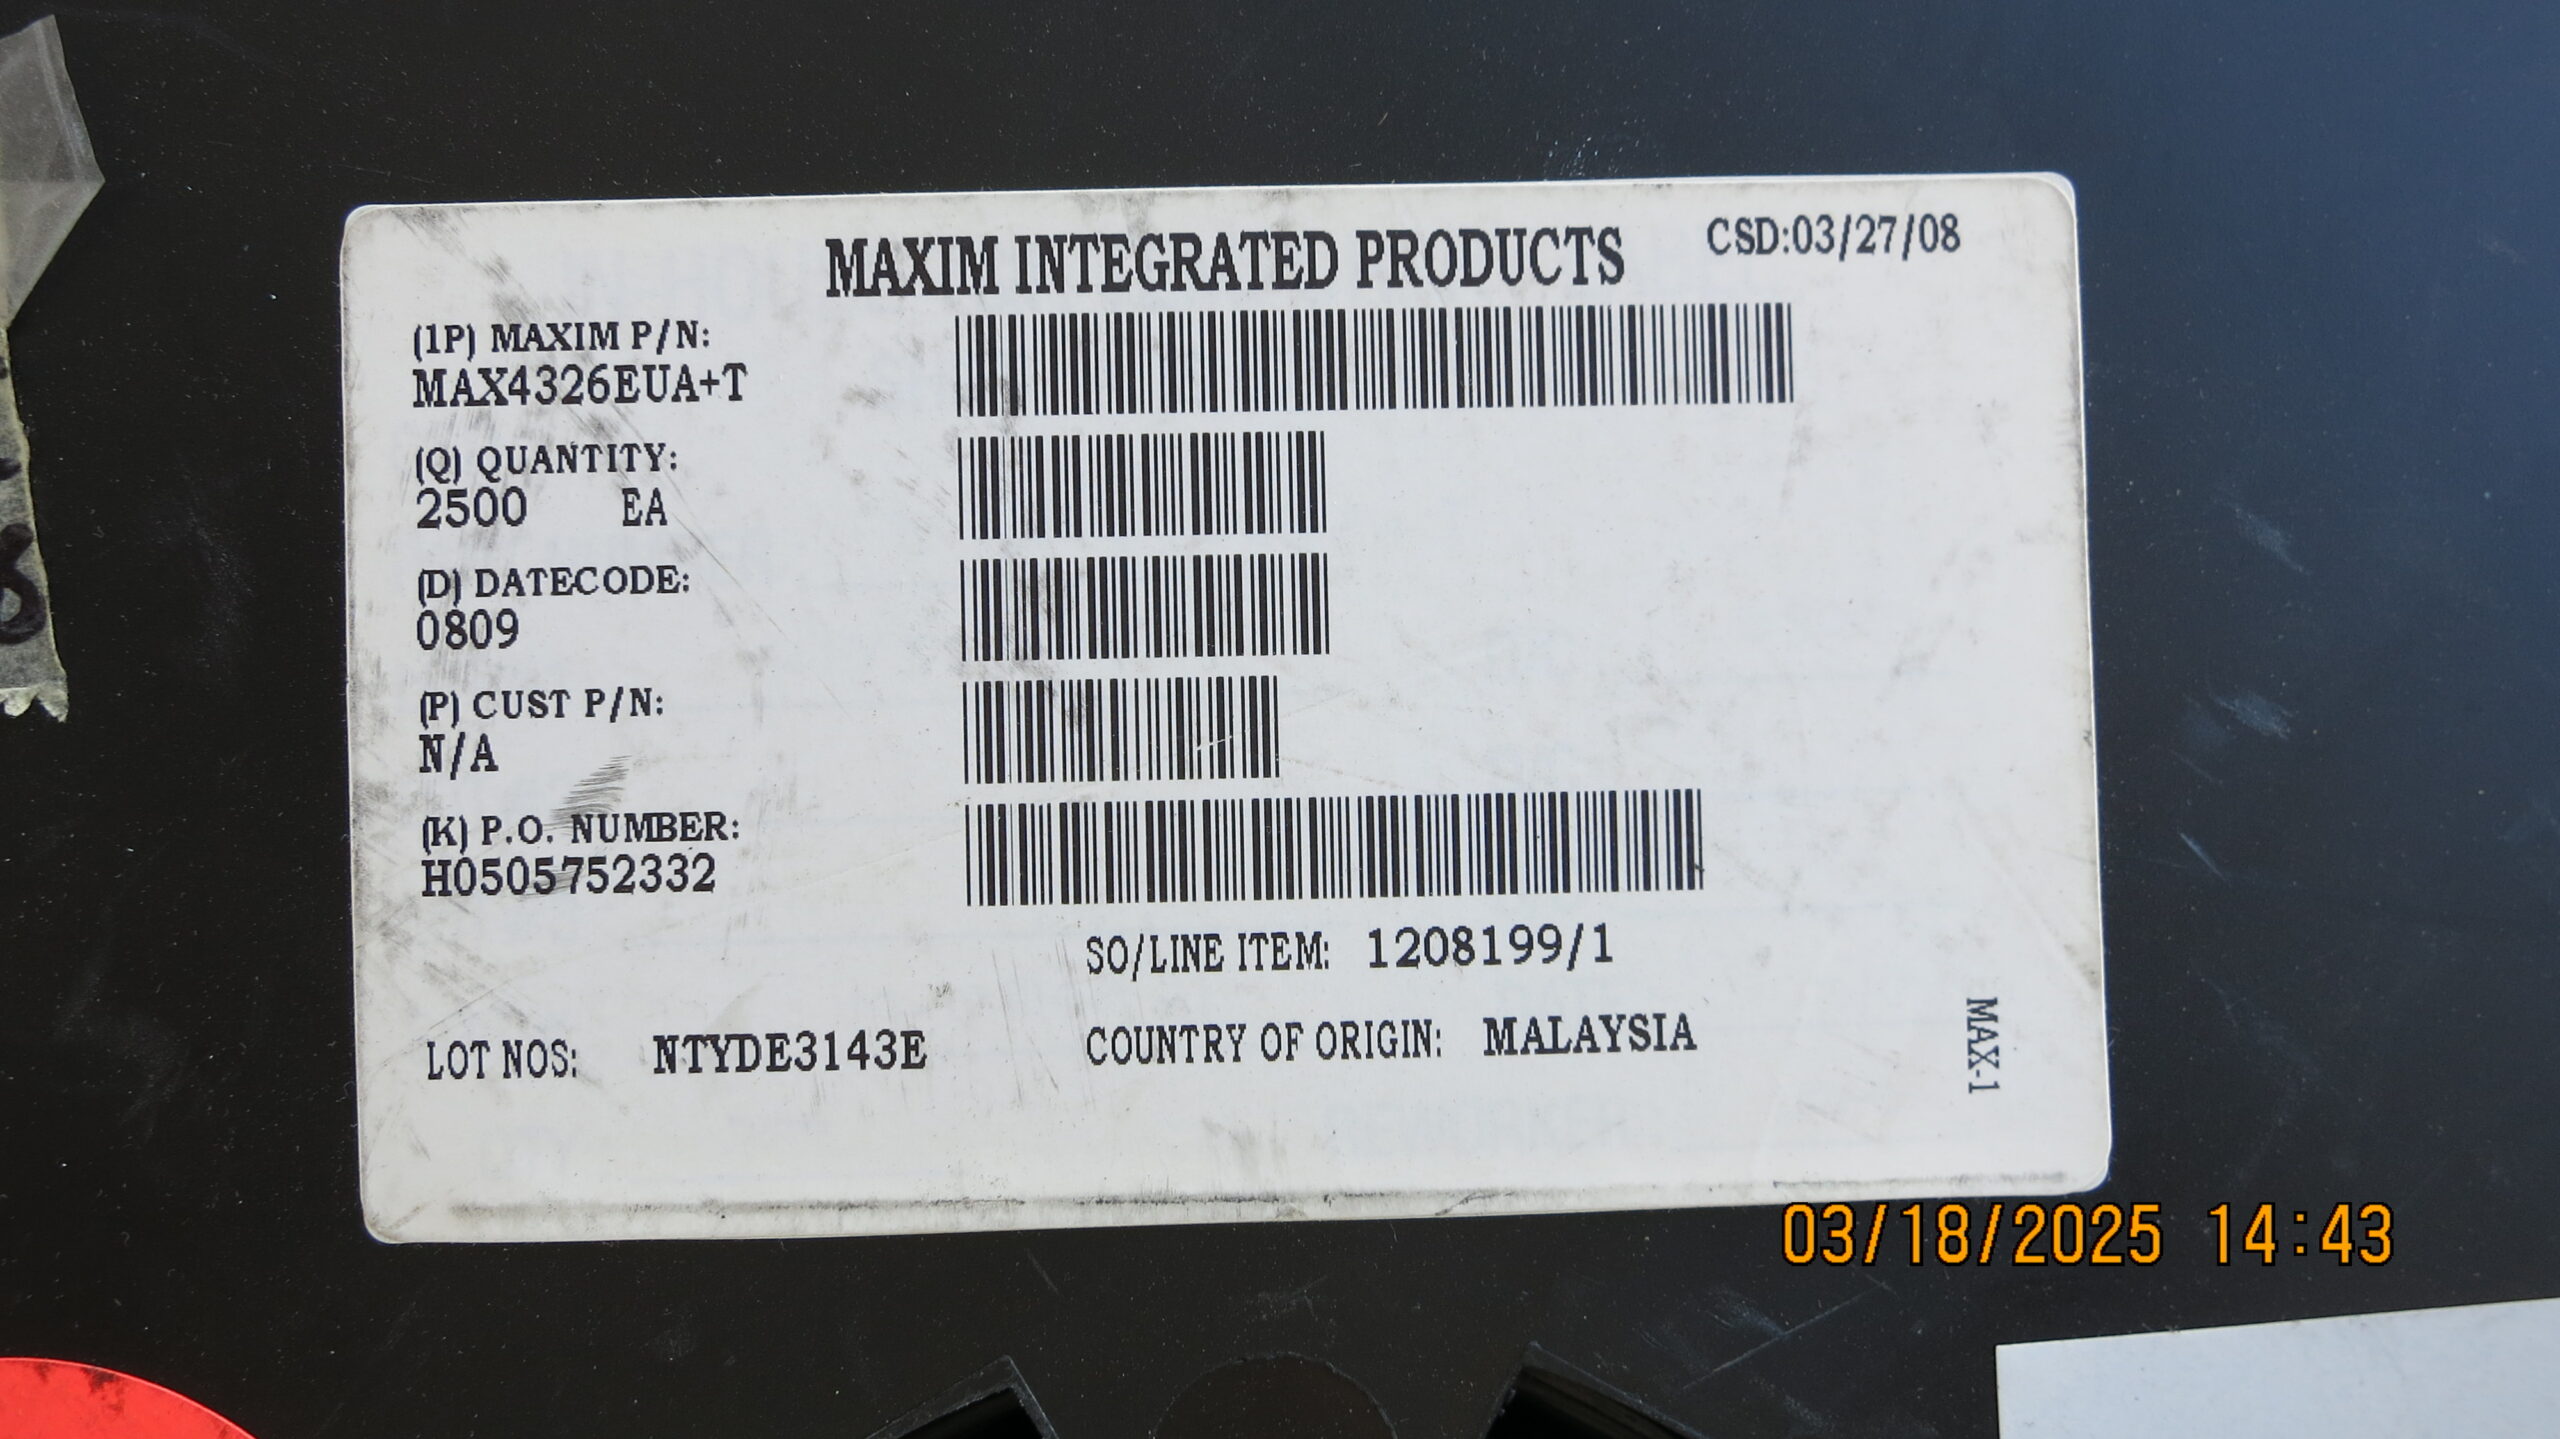 MAXIM INTEGRATED PRODUCTS
CSD:03/27/08
(1P) MAXIM P/N:
MAX4326EUA+T
(Q) QUANTITY:
2500 EA
(D) DATECODE:
0809
(P) CUST P/N:
N/A
(K) P.O. NUMBER:
H0505752332
SO/LINE ITEM: 1208199/1
LOT NOS: NTYDE3143E
COUNTRY OF ORIGIN: MALAYSIA
MAX-1
03/18/2025 14:43